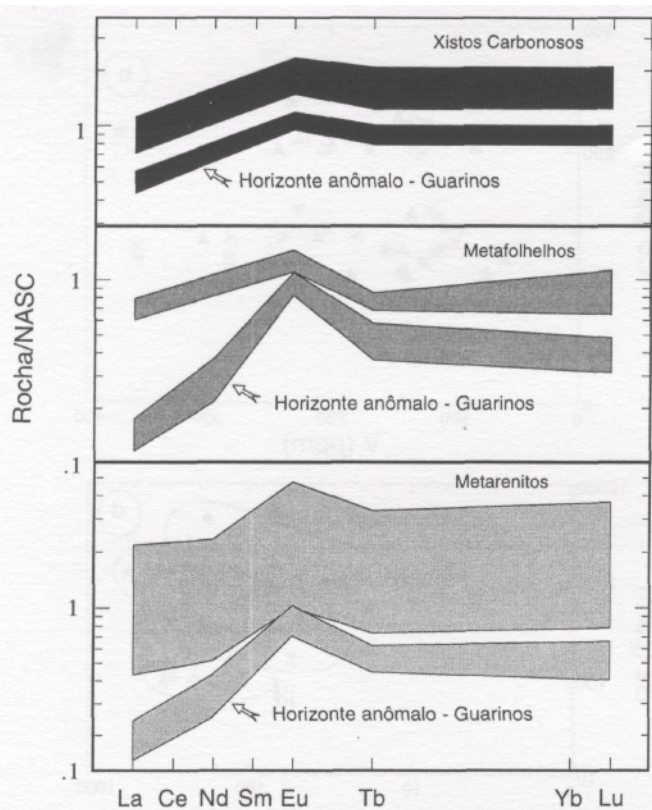 Xistos Carbonosos
1
Horizonte anômalo - Guarinos
Metafolhelhos
1
Rocha/NASC
Horizonte anômalo - Guarinos
.1
Metarenitos
1
Horizonte anômalo - Guarinos
.1
La Ce Nd Sm Eu Tb Yb Lu